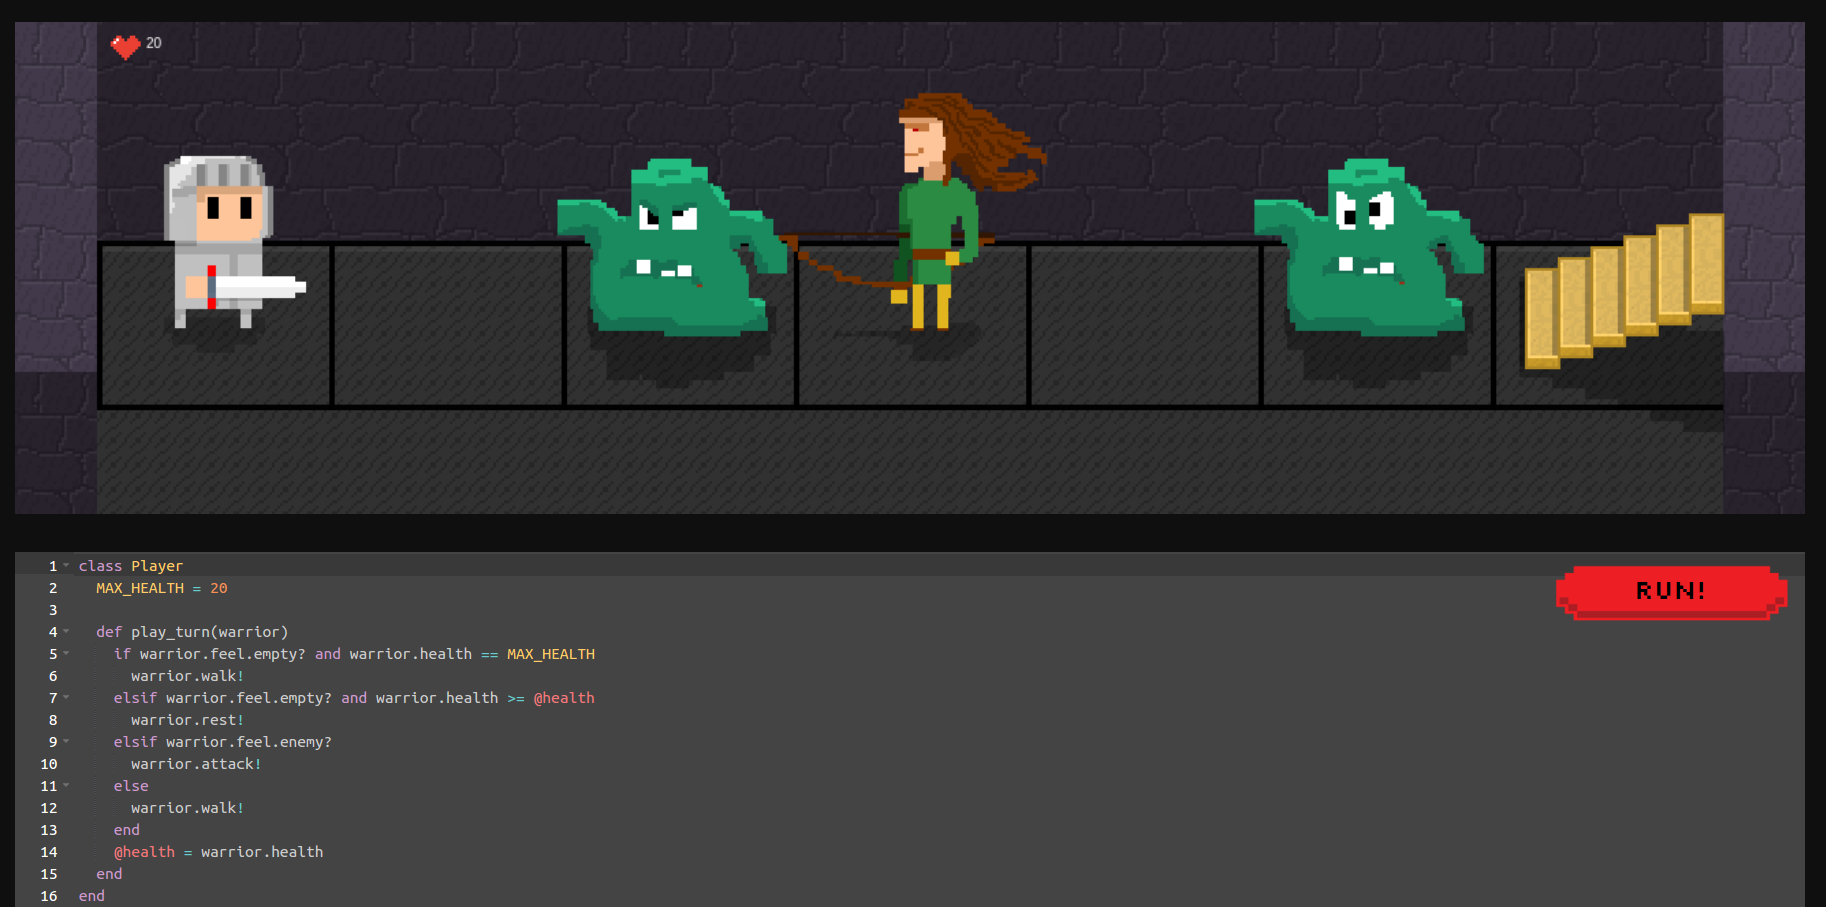 20
RUN!
1 class Player
2   MAX_HEALTH = 20
3
4   def play_turn(warrior)
5     if warrior.feel.empty? and warrior.health == MAX_HEALTH
6       warrior.walk!
7     elsif warrior.feel.empty? and warrior.health >= @health
8       warrior.rest!
9     elsif warrior.feel.enemy?
10       warrior.attack!
11     else
12       warrior.walk!
13     end
14     @health = warrior.health
15   end
16 end